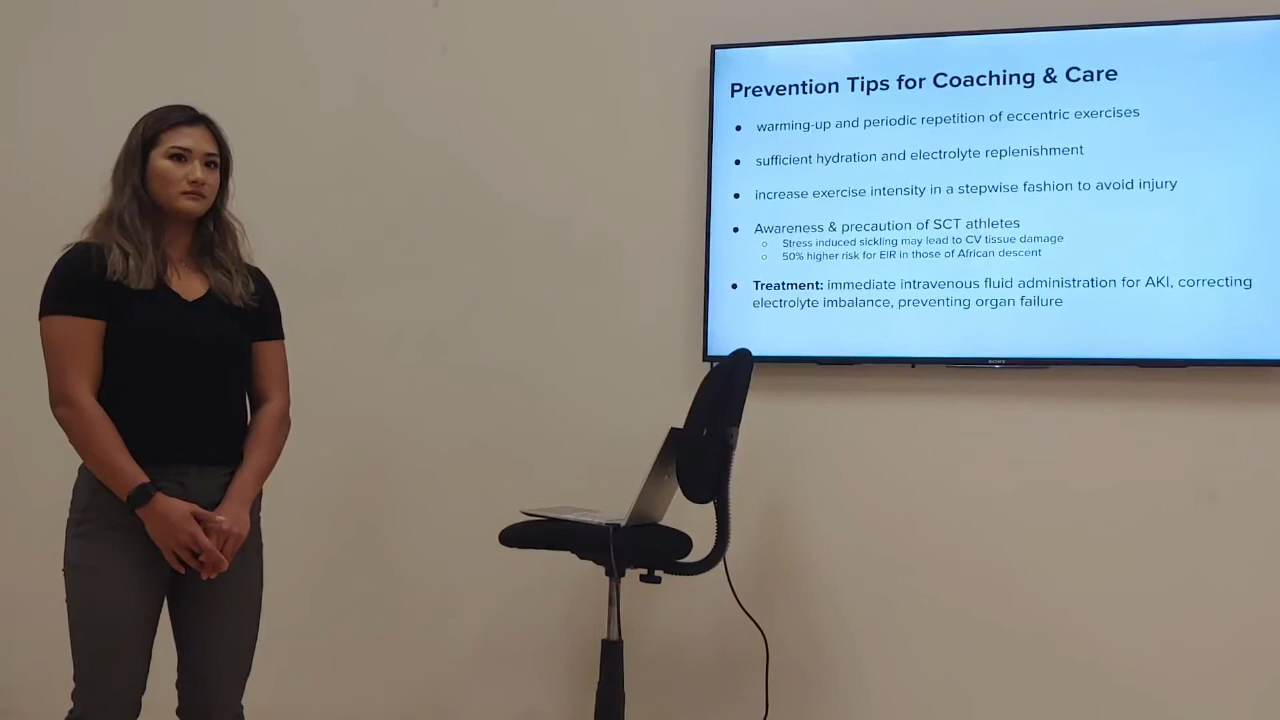 Prevention Tips for Coaching & Care
● warming-up and periodic repetition of eccentric exercises
● sufficient hydration and electrolyte replenishment
● increase exercise intensity in a stepwise fashion to avoid injury
● Awareness & precaution of SCT athletes
○ Stress induced sickling may lead to CV tissue damage
○ 50% higher risk for EIR in those of African descent
● Treatment: immediate intravenous fluid administration for AKI, correcting
electrolyte imbalance, preventing organ failure
SONY